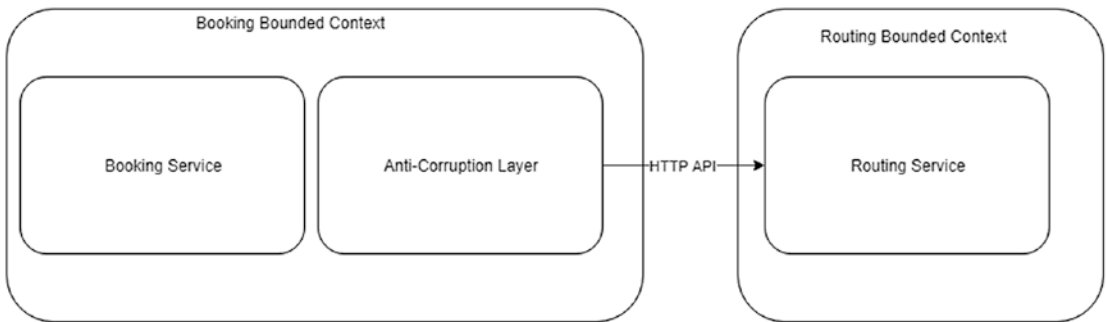 Booking Bounded Context
Routing Bounded Context
Booking Service
Anti-Corruption Layer
HTTP API
Routing Service